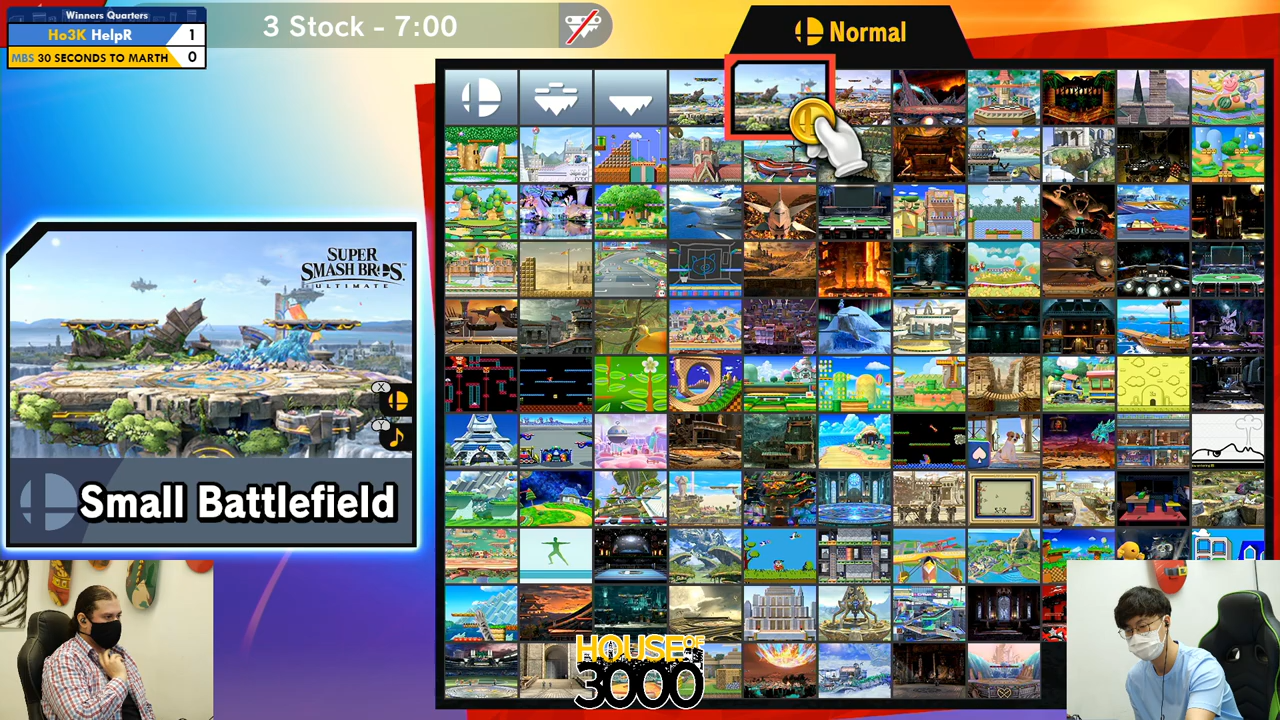 Winners Quarters
Ho3K HelpR 1
MBS 30 SECONDS TO MARTH 0
3 Stock - 7:00
Normal
SUPER
SMASH BROS.
ULTIMATE
X
Y
Small Battlefield
HOUSE OF
3000